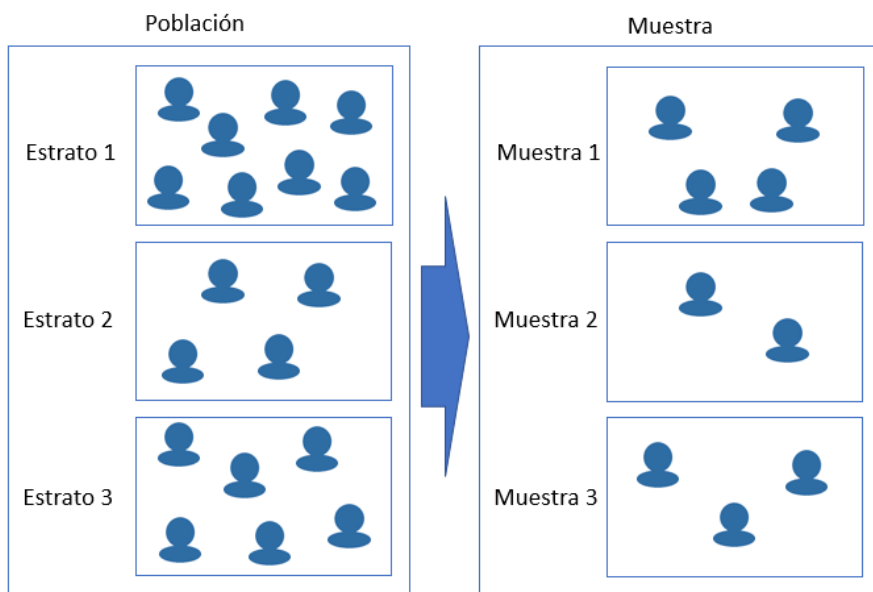 Población
Muestra
Estrato 1
Muestra 1
Estrato 2
Muestra 2
Estrato 3
Muestra 3